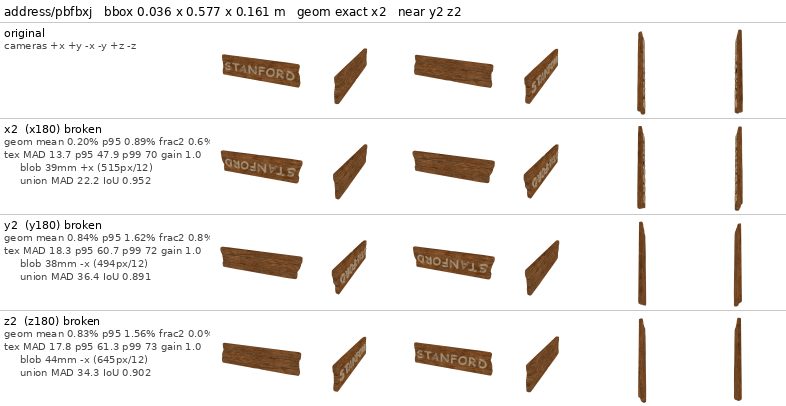 address/pbfbxj bbox 0.036 x 0.577 x 0.161 m geom exact x2 near y2 z2
original
cameras +x +y -x -y +z -z
STANFORD
STANFORD
x2 (x180) broken
geom mean 0.20% p95 0.89% frac2 0.6%
tex MAD 13.7 p95 47.9 p99 70 gain 1.0
blob 39mm +x (515px/12)
union MAD 22.2 IoU 0.952
STANFORD
STANFORD
y2 (y180) broken
geom mean 0.84% p95 1.62% frac2 0.8%
tex MAD 18.3 p95 60.7 p99 72 gain 1.0
blob 38mm -x (494px/12)
union MAD 36.4 IoU 0.891
STANFORD
STANFORD
z2 (z180) broken
geom mean 0.83% p95 1.56% frac2 0.0%
tex MAD 17.8 p95 61.3 p99 73 gain 1.0
blob 44mm -x (645px/12)
union MAD 34.3 IoU 0.902
STANFORD
STANFORD